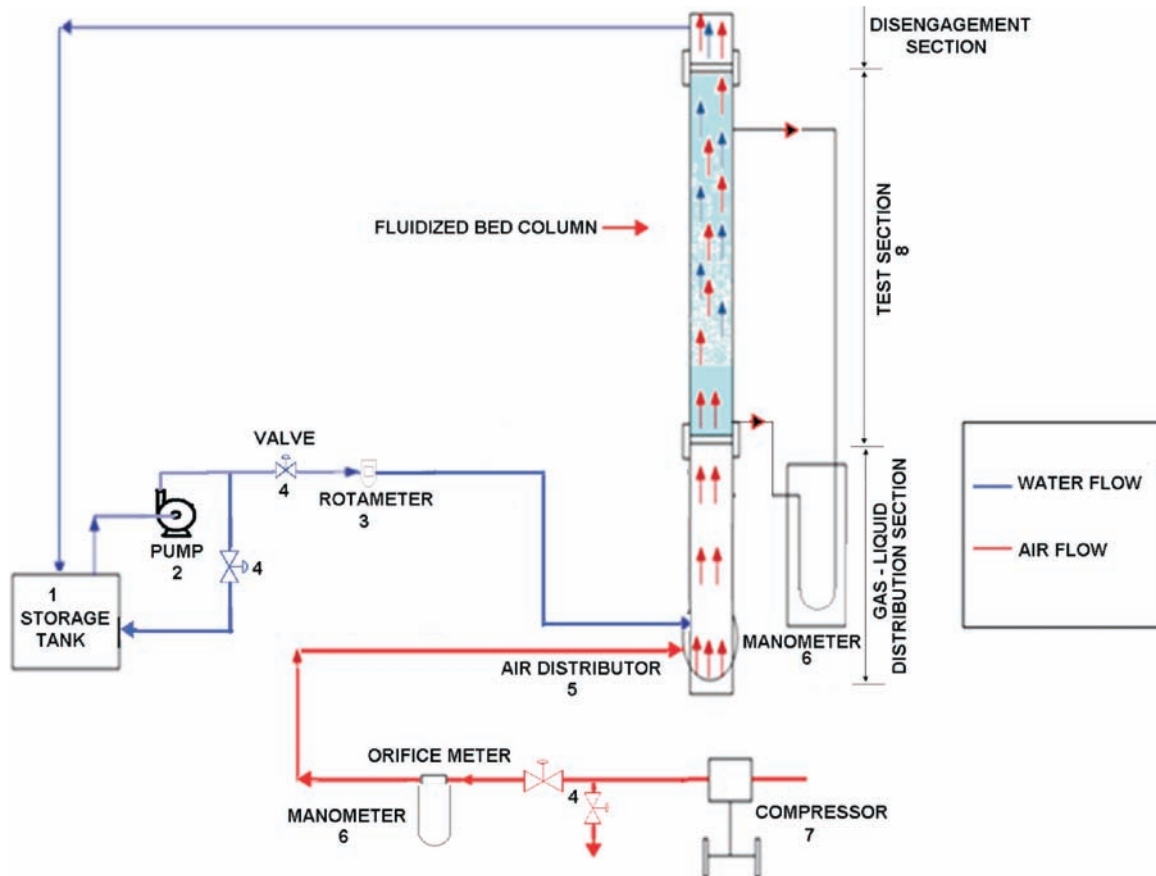 DISENGAGEMENT
SECTION
FLUIDIZED BED COLUMN
TEST SECTION
8
VALVE
4
ROTAMETER
3
PUMP
2
4
1
STORAGE
TANK
WATER FLOW
AIR FLOW
GAS - LIQUID
DISTRIBUTION SECTION
MANOMETER
6
AIR DISTRIBUTOR
5
ORIFICE METER
4
MANOMETER
6
COMPRESSOR
7